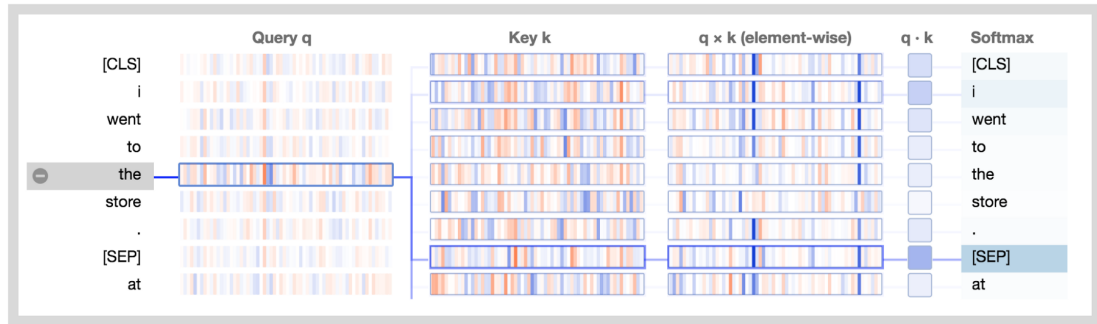 Query q Key k q × k (element-wise) q · k Softmax
[CLS] [CLS]
i i
went went
to to
the the
store store
. .
[SEP] [SEP]
at at